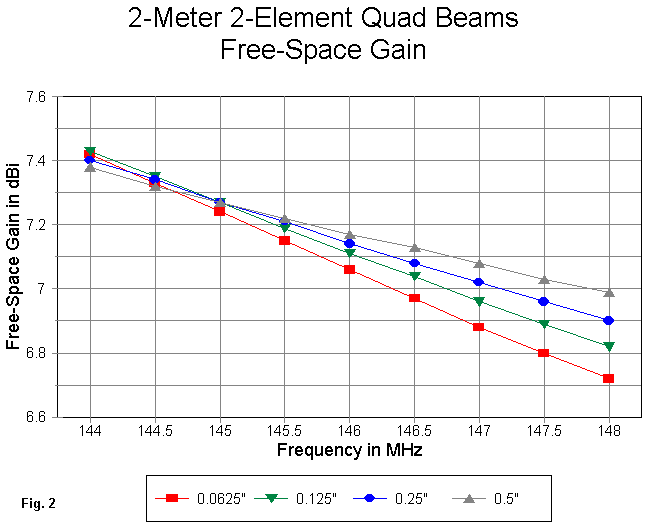 2-Meter 2-Element Quad Beams
Free-Space Gain
Free-Space Gain in dBi
7.6
7.4
7.2
7
6.8
6.6
144 144.5 145 145.5 146 146.5 147 147.5 148
Frequency in MHz
0.0625" 0.125" 0.25" 0.5"
Fig. 2